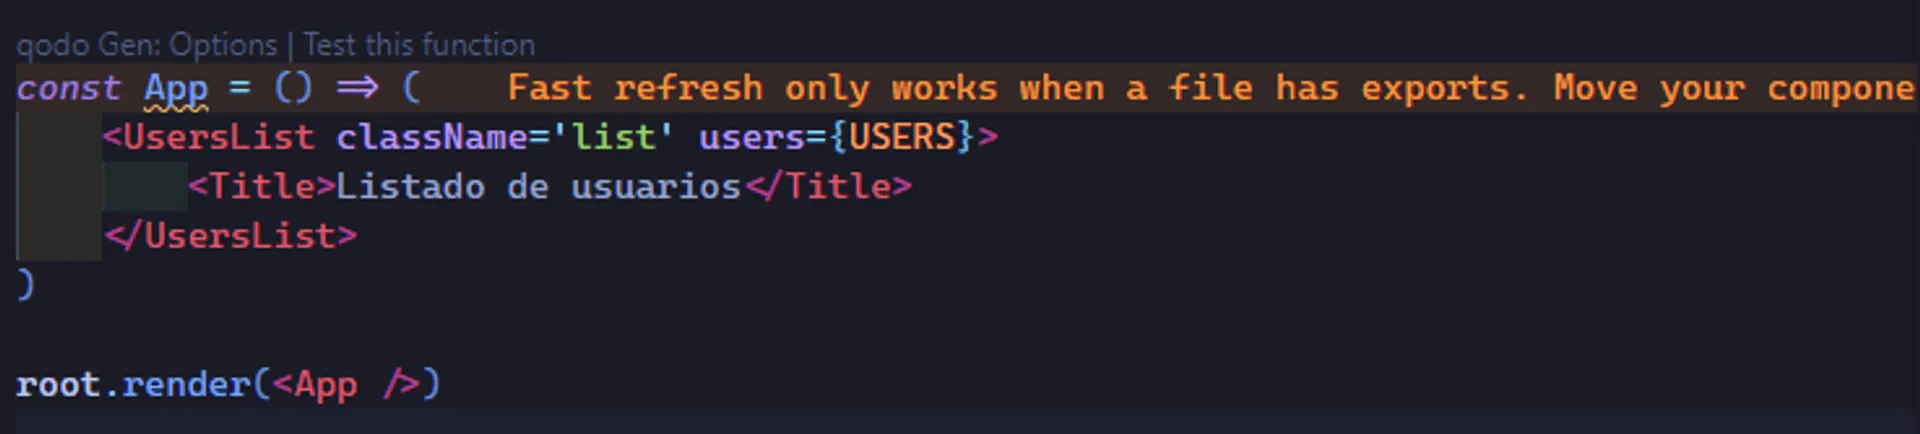 qodo Gen: Options | Test this function
const App = () => (    Fast refresh only works when a file has exports. Move your compone
<UsersList className='list' users={USERS}>
<Title>Listado de usuarios</Title>
</UsersList>
)
root.render(<App />)